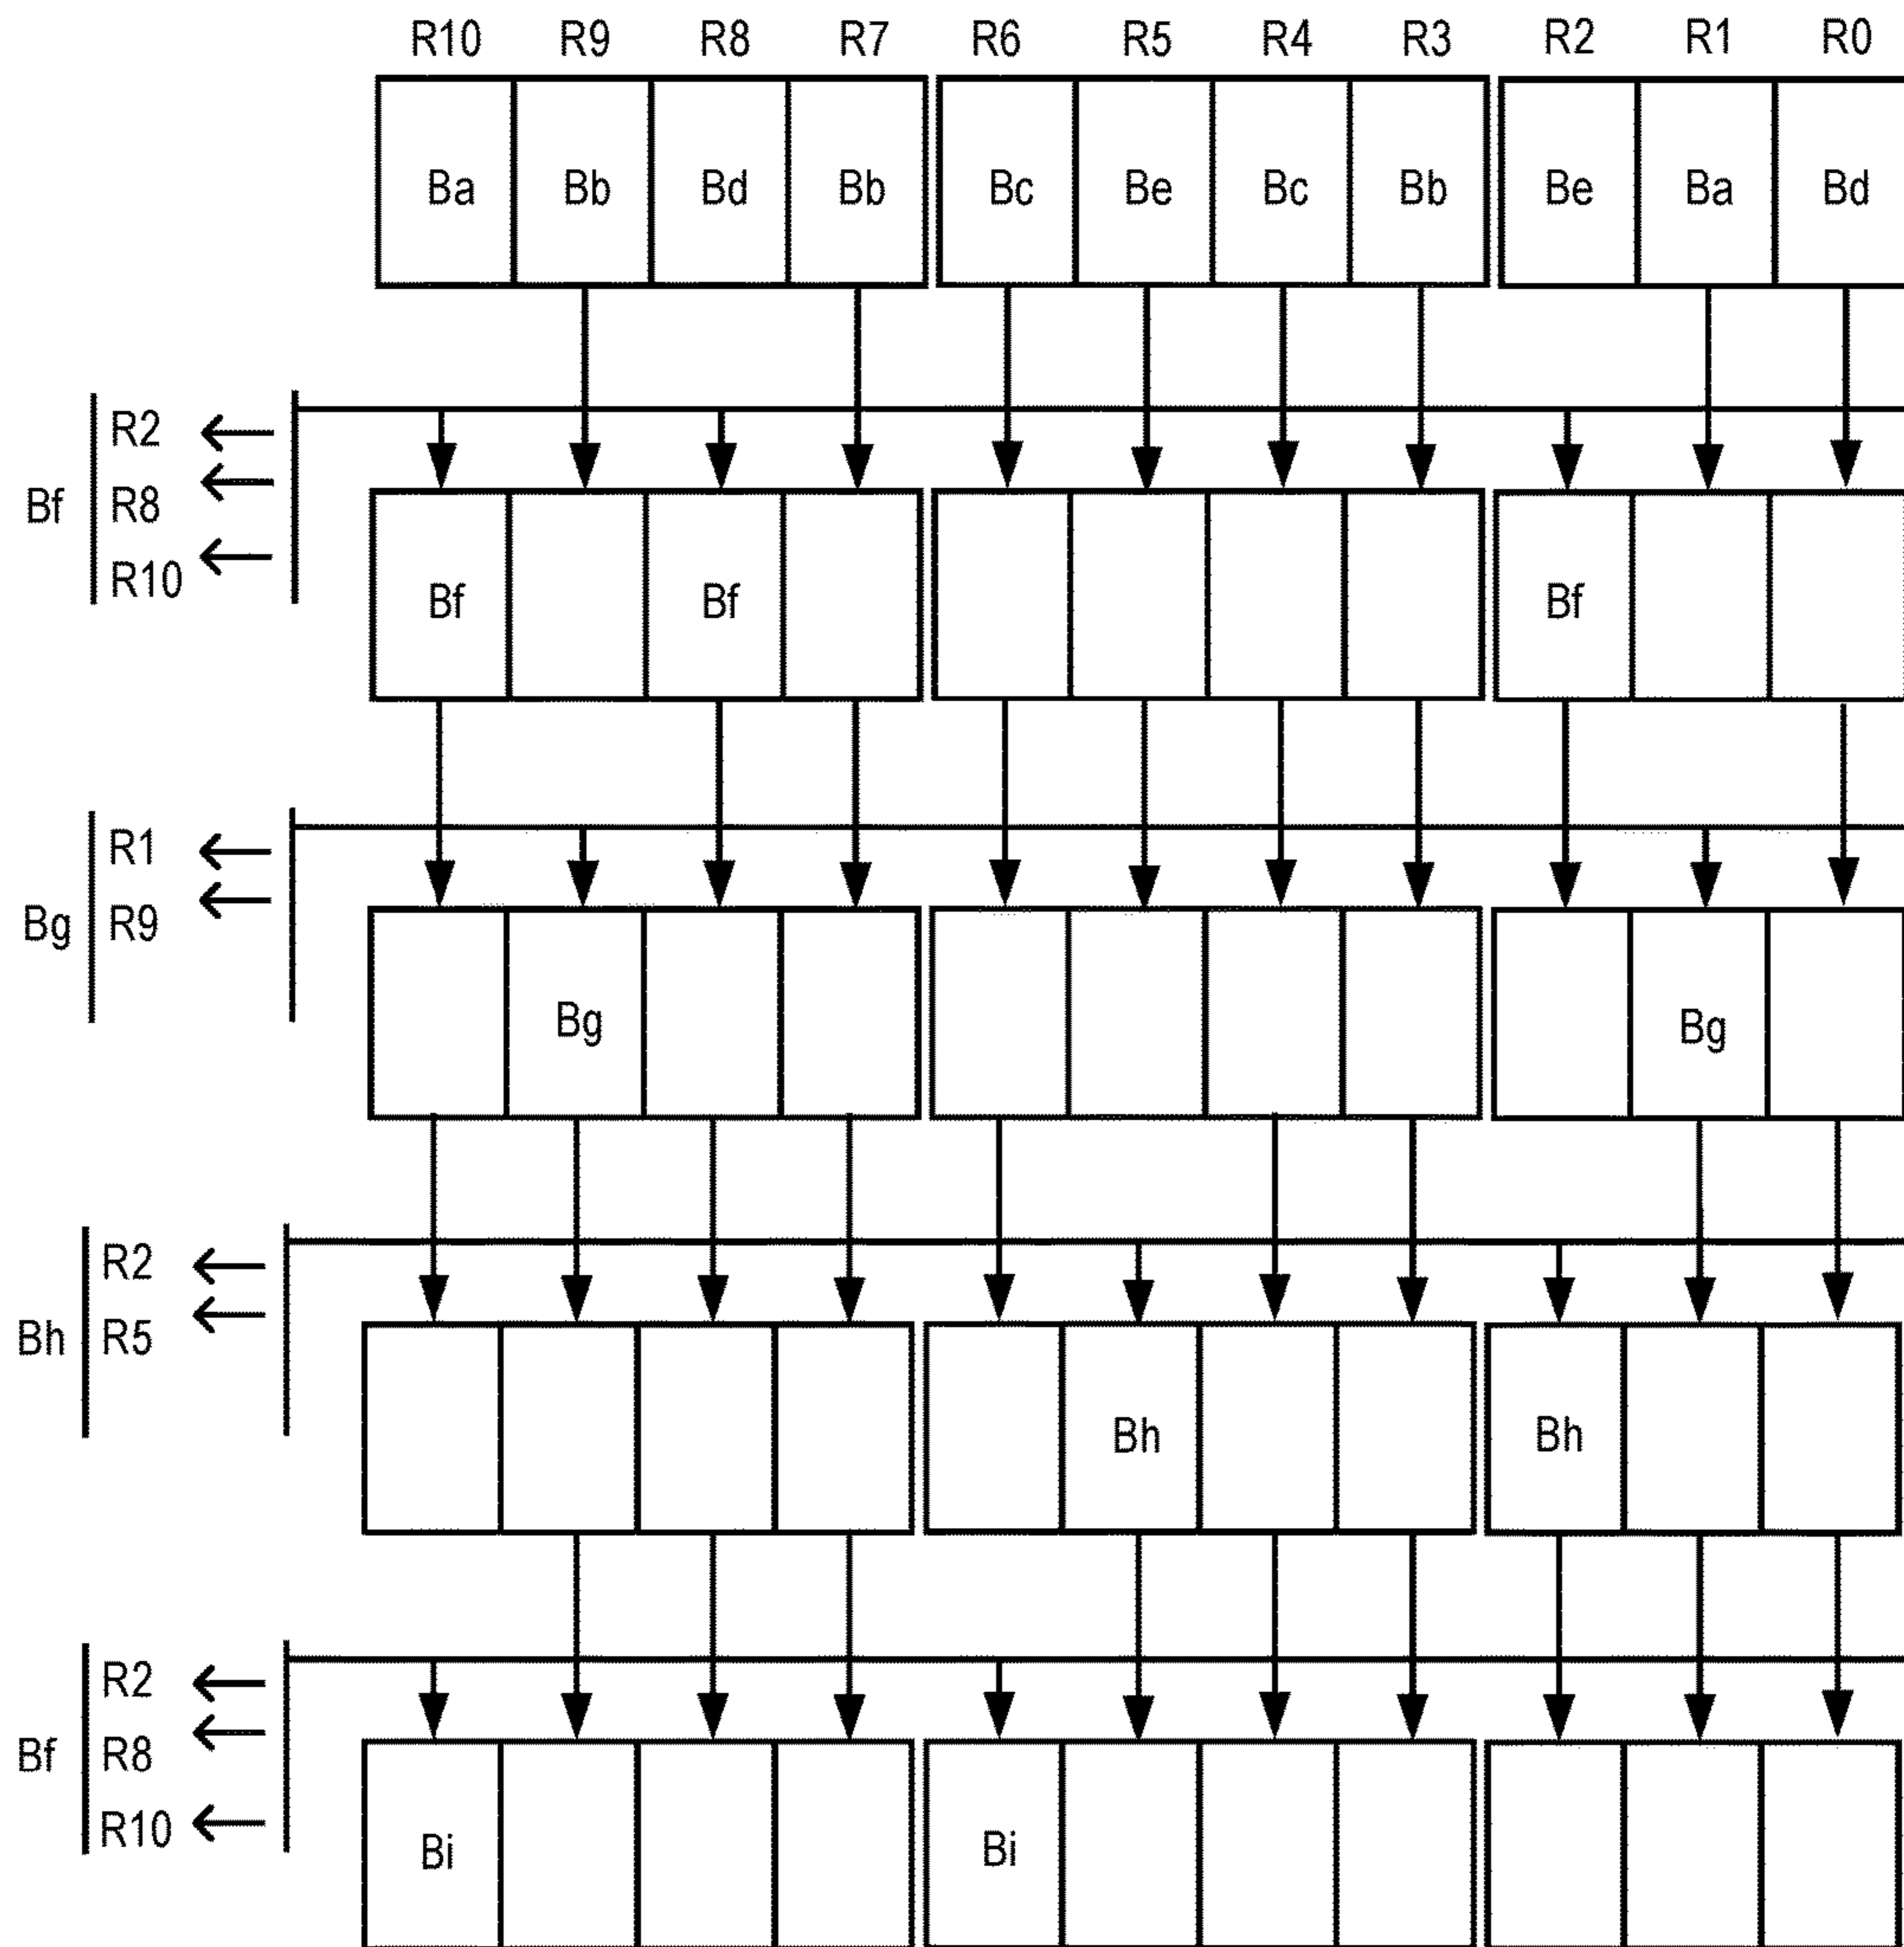 R10 R9 R8 R7 R6 R5 R4 R3 R2 R1 R0
Ba Bb Bd Bb Bc Be Bc Bb Be Ba Bd
R2
Bf R8
R10
Bf Bf Bf
R1
Bg R9
Bg Bg
R2
Bh R5
Bh Bh
R2
Bf R8
R10
Bi Bi